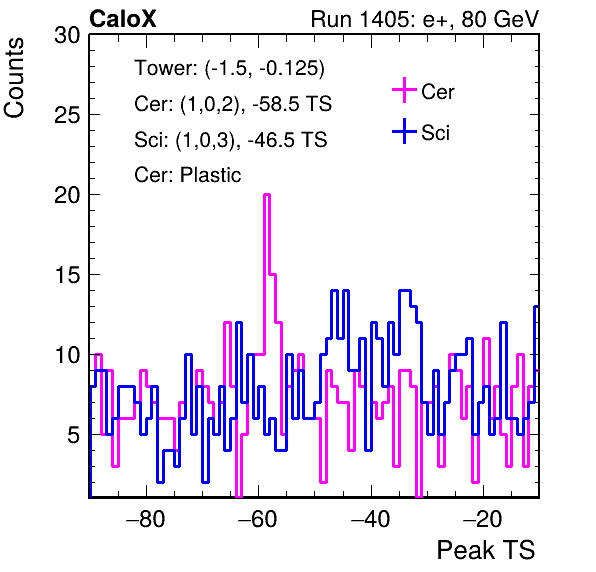 CaloX Run 1405: e+, 80 GeV
Counts
30
25
20
15
10
5
Tower: (-1.5, -0.125)
Cer: (1,0,2), -58.5 TS
Sci: (1,0,3), -46.5 TS
Cer: Plastic
Cer
Sci
−80 −60 −40 −20
Peak TS